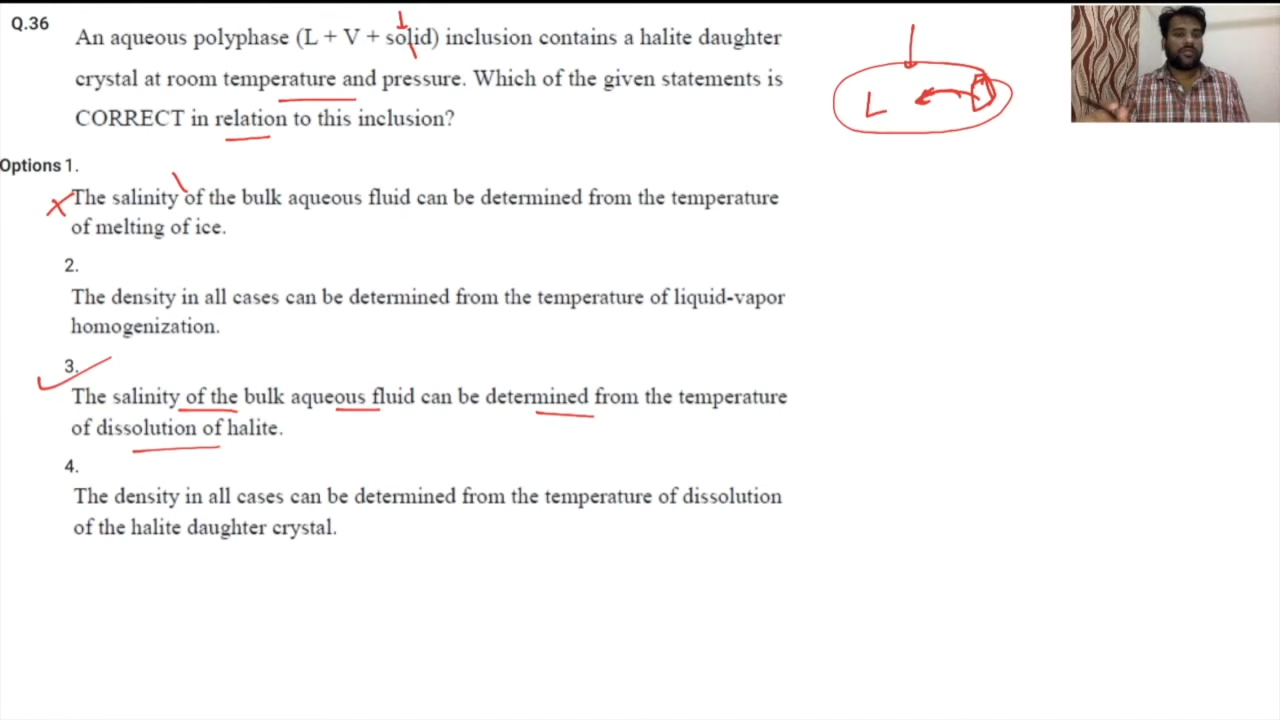 Q.36
An aqueous polyphase (L + V + solid) inclusion contains a halite daughter
crystal at room temperature and pressure. Which of the given statements is
CORRECT in relation to this inclusion?
L
Options 1.
The salinity of the bulk aqueous fluid can be determined from the temperature
of melting of ice.
2.
The density in all cases can be determined from the temperature of liquid-vapor
homogenization.
3.
The salinity of the bulk aqueous fluid can be determined from the temperature
of dissolution of halite.
4.
The density in all cases can be determined from the temperature of dissolution
of the halite daughter crystal.